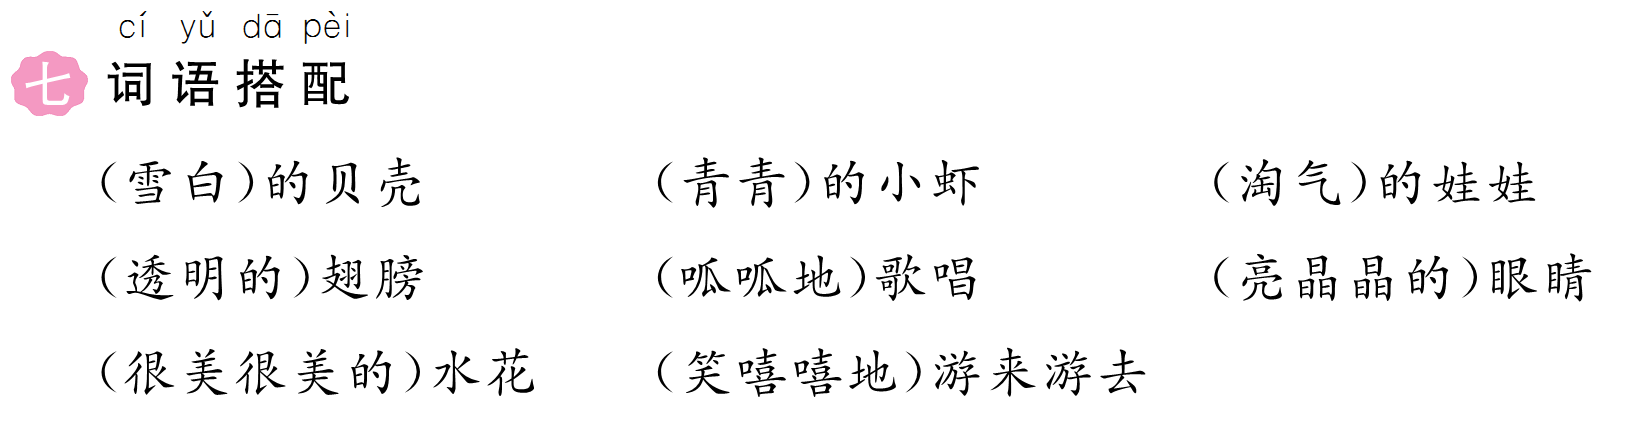 cí yǔ dā pèi
七 词语搭配
(雪白)的贝壳 (青青)的小虾 (淘气)的娃娃
(透明的)翅膀 (呱呱地)歌唱 (亮晶晶的)眼睛
(很美很美的)水花 (笑嘻嘻地)游来游去